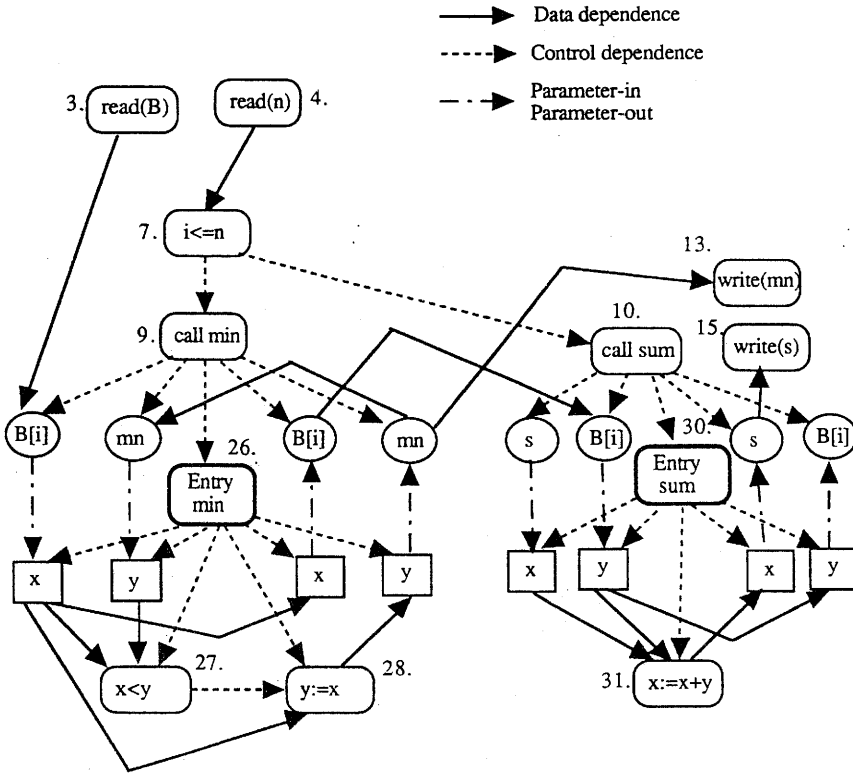 Data dependence
Control dependence
Parameter-in
Parameter-out
3. read(B)
read(n) 4.
7. i<=n
13.
write(mn)
9. call min
10.
call sum
15.
write(s)
B[i] mn B[i] mn
s B[i] s B[i]
26.
Entry
min
30.
Entry
sum
x y x y
x y x y
x<y 27.
y:=x 28.
31. x:=x+y